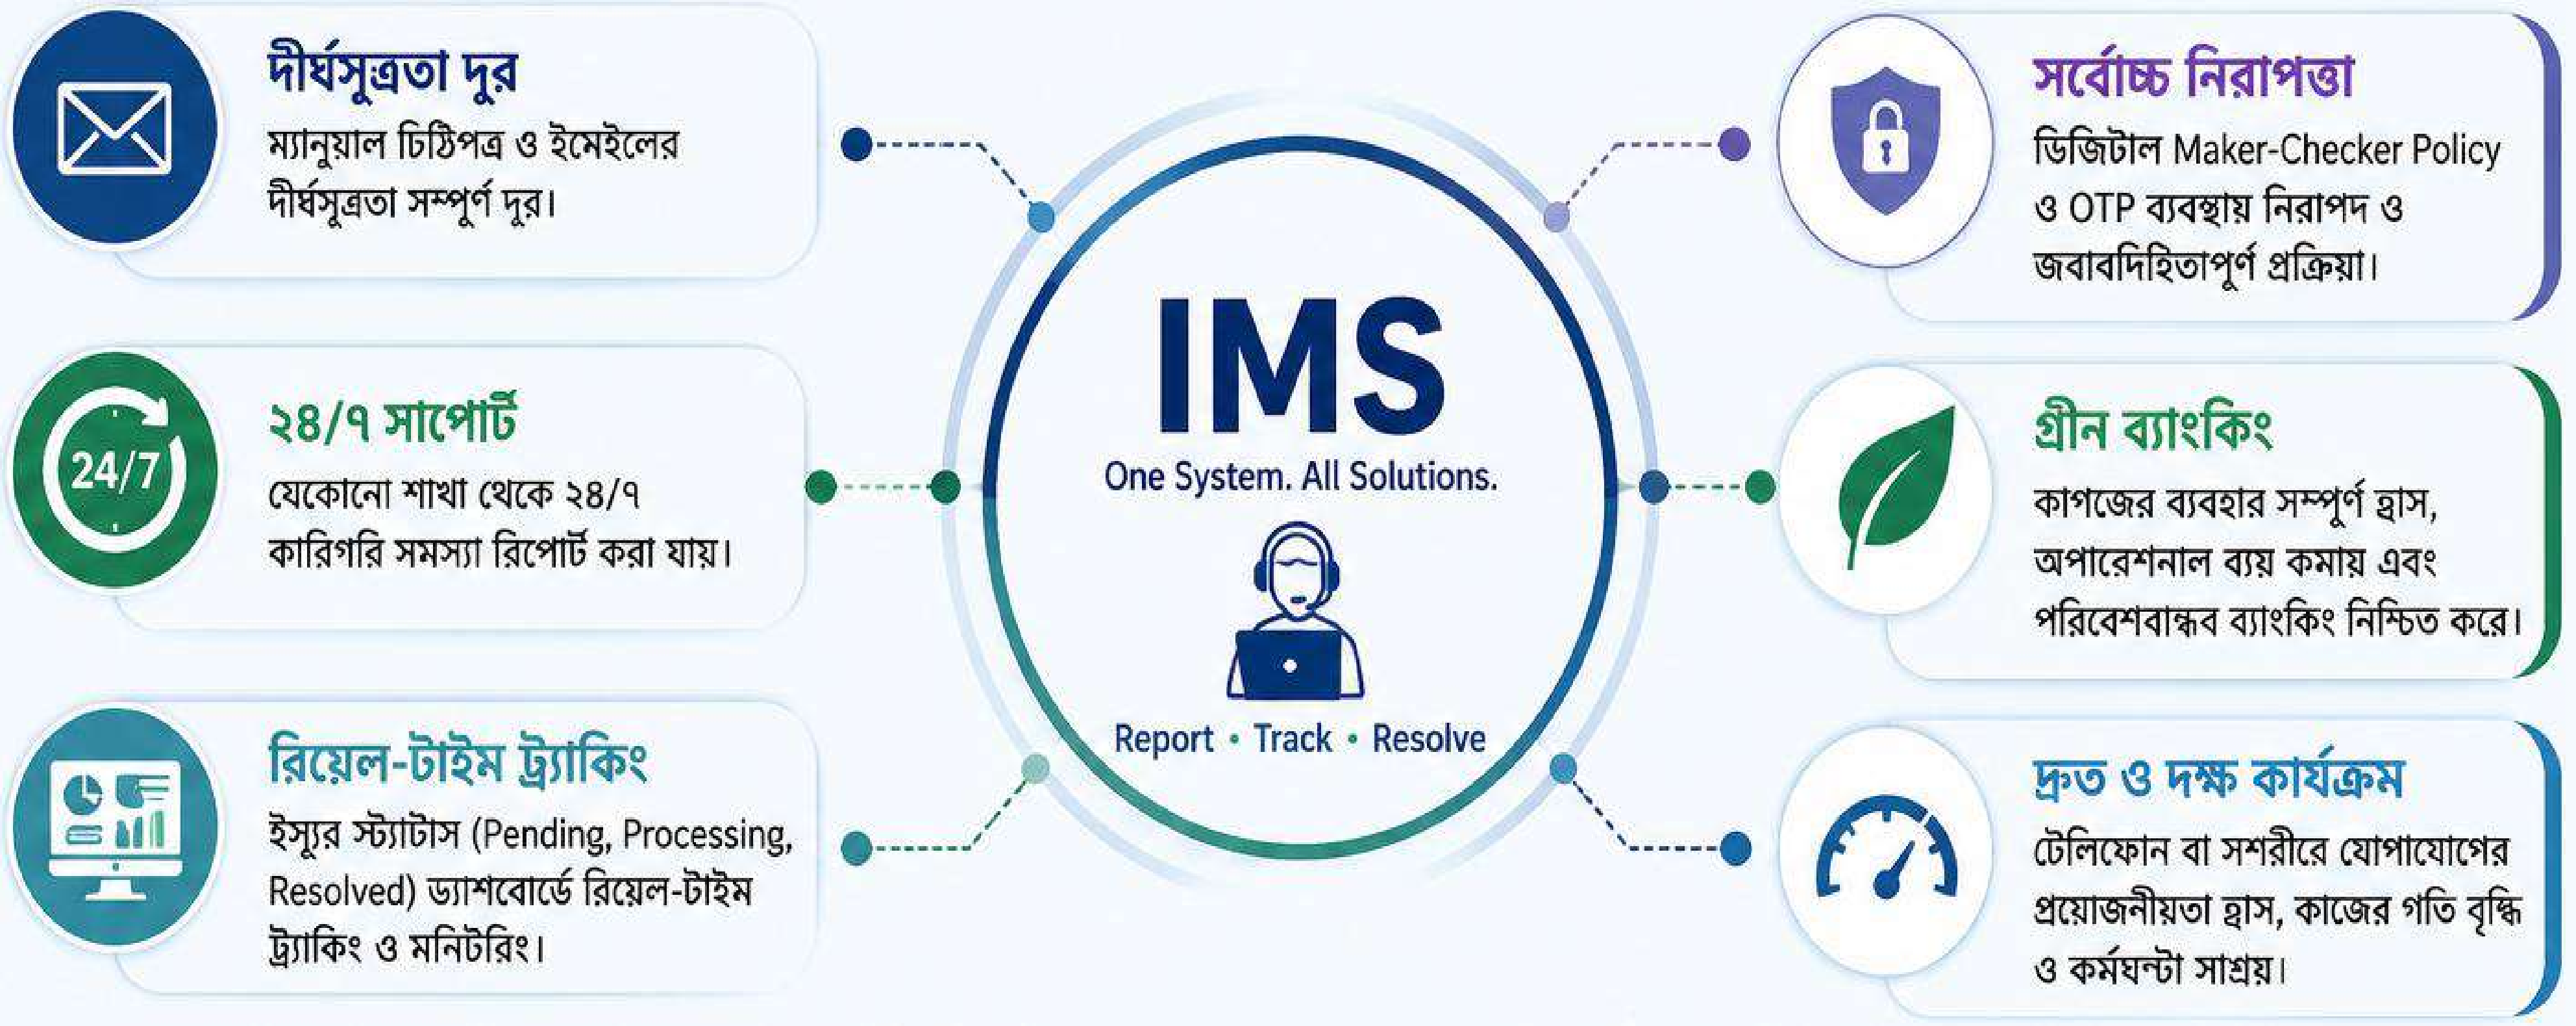 দীর্ঘসূত্রতা দূর
ম্যানুয়াল চিঠিপত্র ও ইমেইলের
দীর্ঘসূত্রতা সম্পূর্ণ দূর।
24/7
২৪/৭ সাপোর্ট
যেকোনো শাখা থেকে ২৪/৭
কারিগরি সমস্যা রিপোর্ট করা যায়।
রিয়েল-টাইম ট্র্যাকিং
ইস্যুর স্ট্যাটাস (Pending, Processing,
Resolved) ড্যাশবোর্ডে রিয়েল-টাইম
ট্র্যাকিং ও মনিটরিং।
IMS
One System. All Solutions.
Report • Track • Resolve
সর্বোচ্চ নিরাপত্তা
ডিজিটাল Maker-Checker Policy
ও OTP ব্যবস্থায় নিরাপদ ও
জবাবদিহিতাপূর্ণ প্রক্রিয়া।
গ্রীন ব্যাংকিং
কাগজের ব্যবহার সম্পূর্ণ হ্রাস,
অপারেশনাল ব্যয় কমায় এবং
পরিবেশবান্ধব ব্যাংকিং নিশ্চিত করে।
দ্রুত ও দক্ষ কার্যক্রম
টেলিফোন বা সশরীরে যোপাযোগের
প্রয়োজনীয়তা হ্রাস, কাজের গতি বৃদ্ধি
ও কর্মঘন্টা সাশ্রয়।